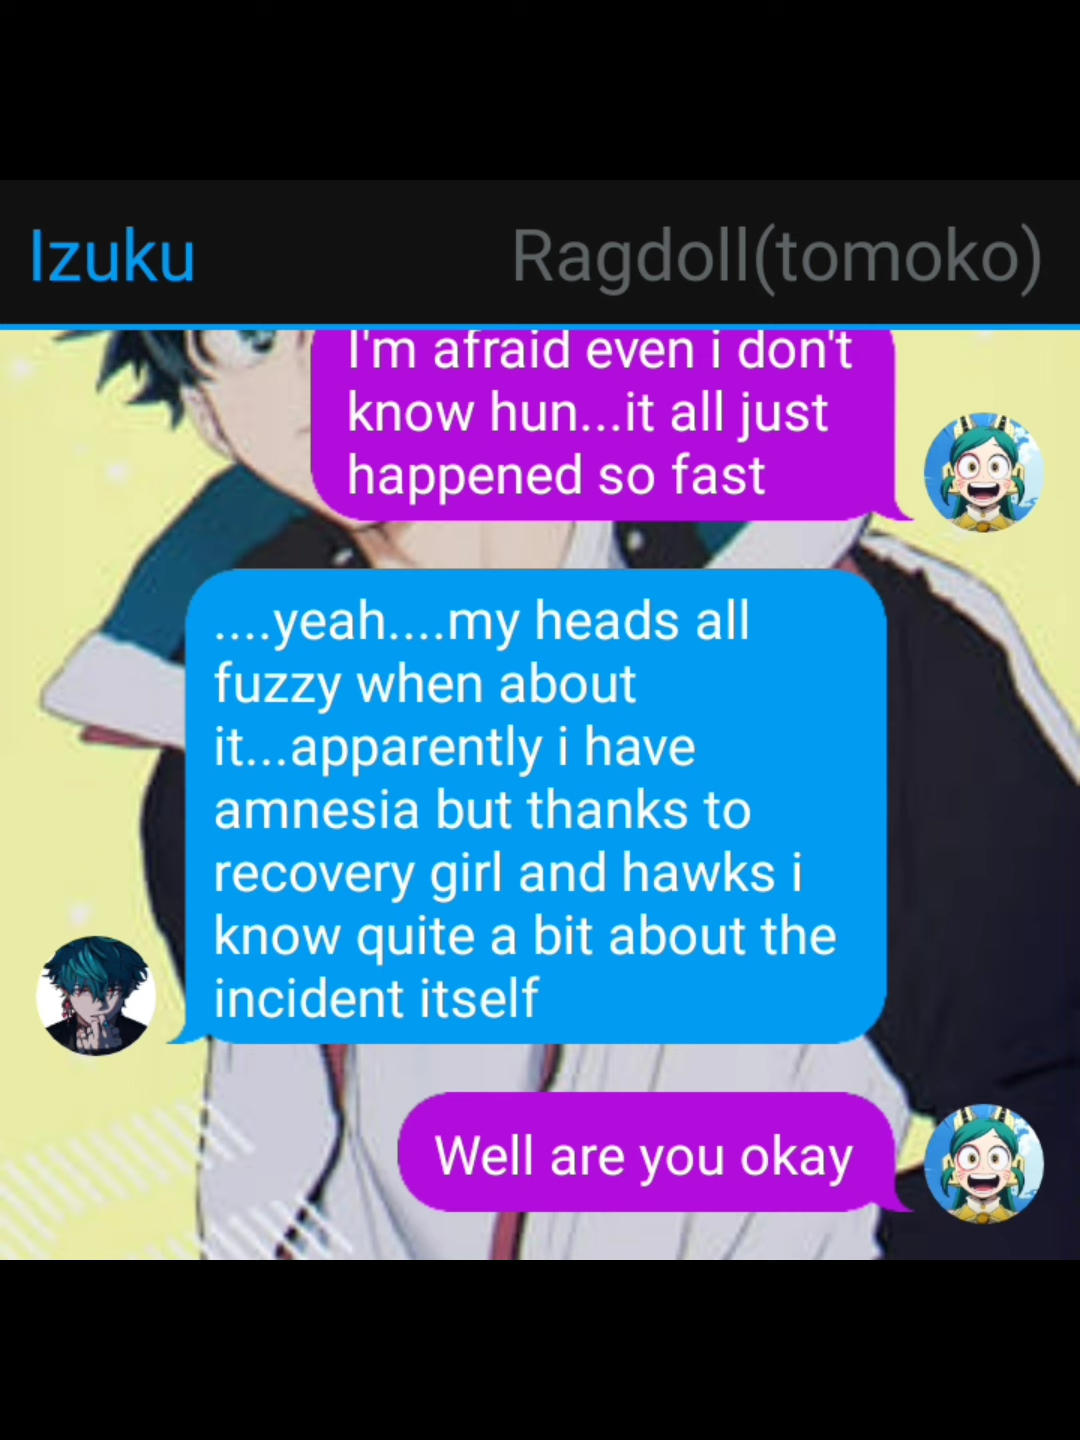 Izuku Ragdoll(tomoko)
I'm afraid even i don't
know hun...it all just
happened so fast
....yeah....my heads all
fuzzy when about
it...apparently i have
amnesia but thanks to
recovery girl and hawks i
know quite a bit about the
incident itself
Well are you okay